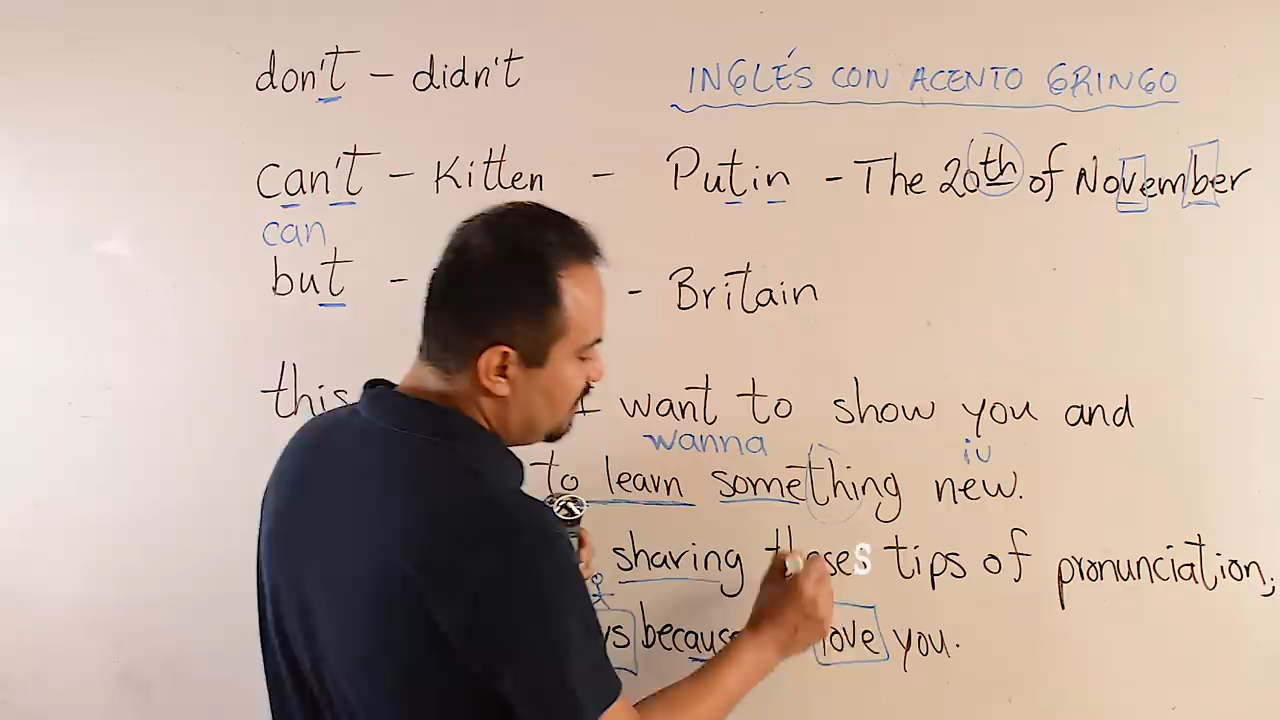 don't - didn't
INGLÉS CON ACENTO GRINGO
can't - Kitten - Putin - The 20th of November
can
but - - Britain
this I want to show you and
wanna
iu
to learn something new.
sharing theses tips of pronunciation,
because love you.